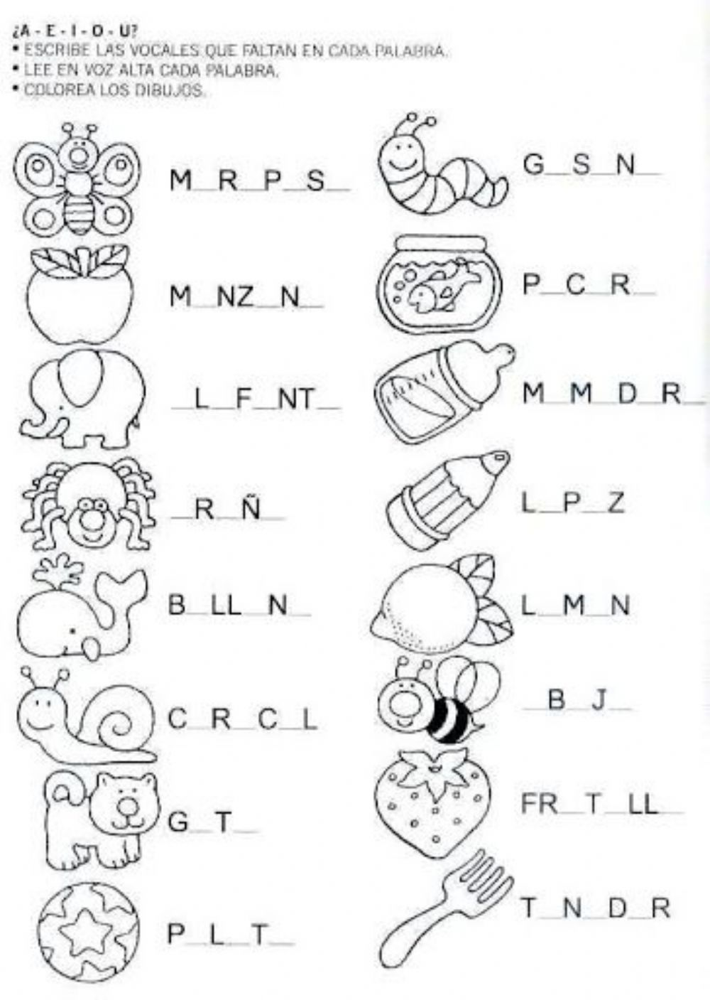 ¿A - E - I - O - U?
• ESCRIBE LAS VOCALES QUE FALTAN EN CADA PALABRA.
• LEE EN VOZ ALTA CADA PALABRA.
• COLOREA LOS DIBUJOS.
M_R_P_S_
M_NZ_N_
_L_F_NT_
_R_Ñ_
B_LL_N_
C_R_C_L
G_T_
P_L_T_
G_S_N_
P_C_R_
M_M_D_R_
L_P_Z
L_M_N
_B_J_
FR_T_LL_
T_N_D_R